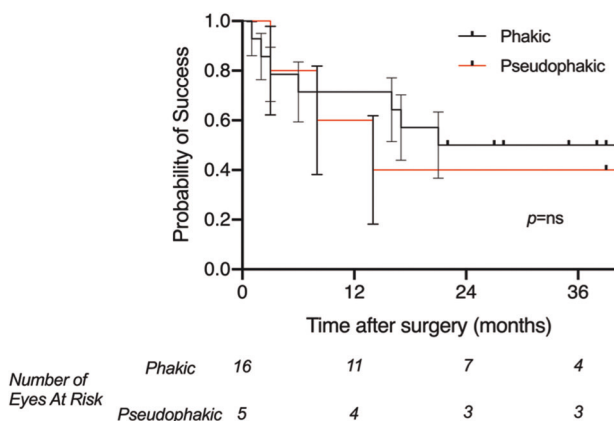 1.0
0.8
0.6
0.4
0.2
0.0
Probability of Success
Phakic
Pseudophakic
p=ns
0 12 24 36
Time after surgery (months)
Number of
Eyes At Risk
Phakic 16 11 7 4
Pseudophakic 5 4 3 3